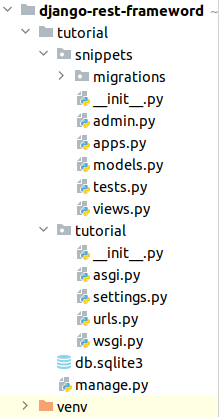 django-rest-frameword ~
tutorial
snippets
migrations
__init__.py
admin.py
apps.py
models.py
tests.py
views.py
tutorial
__init__.py
asgi.py
settings.py
urls.py
wsgi.py
db.sqlite3
manage.py
venv